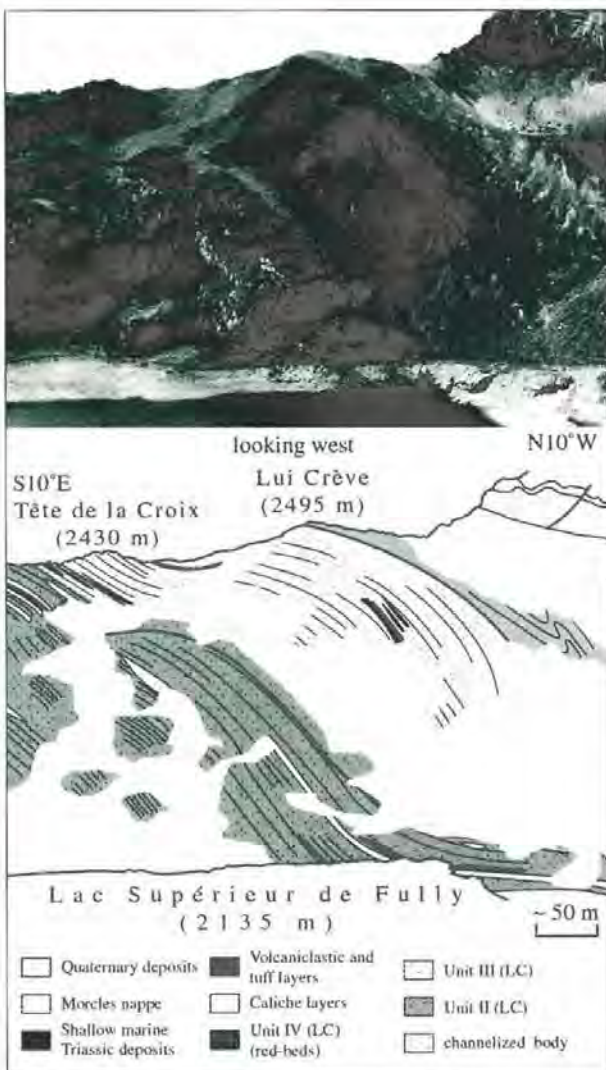 looking west
N10°W
S10°E
Lui Crève
(2495 m)
Tête de la Croix
(2430 m)
Lac Supérieur de Fully
(2135 m)
~50 m
Quaternary deposits
Volcaniclastic and
tuff layers
Unit III (LC)
Morcles nappe
Caliche layers
Unit II (LC)
Shallow marine
Triassic deposits
Unit IV (LC)
(red-beds)
channelized body